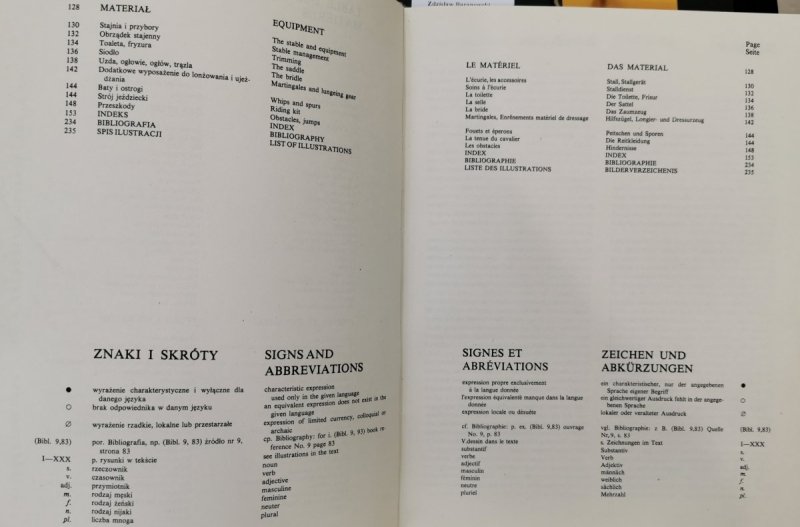 128 MATERIAŁ
130 Stajnia i przybory
132 Obrządek stajenny
134 Toaleta, fryzura
136 Siodło
138 Uzda, ogłowie, ogłów, tręzla
142 Dodatkowe wyposażenie do lonżowania i ujeż-
dżania
144 Baty i ostrogi
144 Strój jeździecki
148 Przeszkody
153 INDEKS
234 BIBLIOGRAFIA
235 SPIS ILUSTRACJI
EQUIPMENT
The stable and equipment
Stable management
Trimming
The saddle
The bridle
Martingales and lungeing gear
Whips and spurs
Riding kit
Obstacles, jumps
INDEX
BIBLIOGRAPHY
LIST OF ILLUSTRATIONS
ZNAKI I SKRÓTY
● wyrażenie charakterystyczne i wyłączne dla
danego języka
○ brak odpowiednika w danym języku
∅ wyrażenie rzadkie, lokalne lub przestarzałe
(Bibl. 9,83) por. Bibliografia, np. (Bibl. 9, 83) źródło nr 9,
strona 83
I—XXX p. rysunki w tekście
s. rzeczownik
v. czasownik
adj. przymiotnik
m. rodzaj męski
f. rodzaj żeński
n. rodzaj nijaki
pl. liczba mnoga
SIGNS AND
ABBREVIATIONS
characteristic expression
used only in the given language
an equivalent expression does not exist in the
given language
expression of limited currency, colloquial or
archaic
cp. Bibliography: for i. (Bibl. 9, 93) book re
ference No. 9 page 83
see illustrations in the text
noun
verb
adjective
masculine
feminine
neuter
plural
LE MATÉRIEL
L'écurie, les accessoires
Soins à l'écurie
La toilette
La selle
La bride
Martingales, Enrênements matériel de dressage
Fouets et éperons
La tenue du cavalier
Les obstacles
INDEX
BIBLIOGRAPHIE
LISTE DES ILLUSTRATIONS
Page
Seite
DAS MATERIAL 128
Stall, Stallgerät 130
Stalldienst 132
Die Toilette, Frisur 134
Der Sattel 136
Das Zaumzeug 138
Hilfszügel, Longier- und Dressurzeug 142
Peitschen und Sporen 144
Die Reitkleidung 144
Hindernisse 148
INDEX 153
BIBLIOGRAPHIE 234
BILDERVERZEICHENIS 235
SIGNES ET
ABRÉVIATIONS
expression propre exclusivement
à la langue donnée
l'expression équivalenté manque dans la langue
donnée
expression locale ou désuète
cf. Bibliographie: p. ex. (Bibl. 9,83) ouvrage
No. 9, p. 83
V.dessin dans le texte
substantif
verbe
adjectif
masculin
féminin
neutre
pluriel
ZEICHEN UND
ABKÜRZUNGEN
ein charakteristischer, nur der angegebenen ●
Sprache eigener Begriff
ein gleichwertiger Ausdruck fehlt in der angege- ○
benen Sprache
lokaler oder veralteter Ausdruck ∅
vgl. Bibliographie: z B. (Bibl. 9,83) Quelle (Bibl. 9,83)
Nr,9, s. 83
s. Zeichnungen im Text I—XXX
Substantiv s.
Verb v.
Adjektiv adj.
männlich m.
weiblich f.
sächlich n.
Mehrzahl pl.